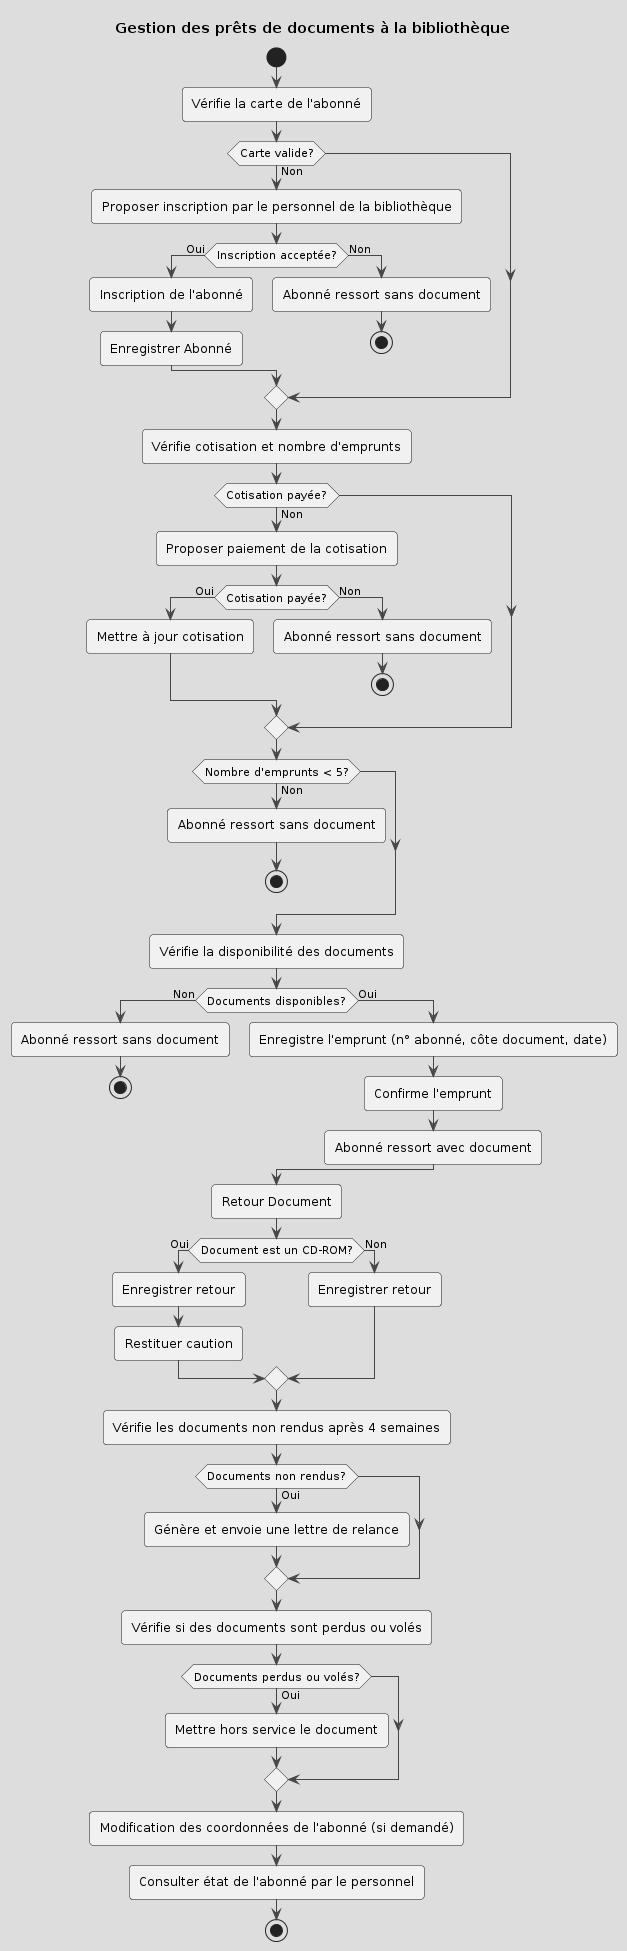 Gestion des prêts de documents à la bibliothèque
Vérifie la carte de l'abonné
Carte valide?
Non
Proposer inscription par le personnel de la bibliothèque
Oui
Inscription acceptée?
Non
Inscription de l'abonné
Abonné ressort sans document
Enregistrer Abonné
Vérifie cotisation et nombre d'emprunts
Cotisation payée?
Non
Proposer paiement de la cotisation
Oui
Cotisation payée?
Non
Mettre à jour cotisation
Abonné ressort sans document
Nombre d'emprunts < 5?
Non
Abonné ressort sans document
Vérifie la disponibilité des documents
Non
Documents disponibles?
Oui
Abonné ressort sans document
Enregistre l'emprunt (n° abonné, côte document, date)
Confirme l'emprunt
Abonné ressort avec document
Retour Document
Oui
Document est un CD-ROM?
Non
Enregistrer retour
Enregistrer retour
Restituer caution
Vérifie les documents non rendus après 4 semaines
Documents non rendus?
Oui
Génère et envoie une lettre de relance
Vérifie si des documents sont perdus ou volés
Documents perdus ou volés?
Oui
Mettre hors service le document
Modification des coordonnées de l'abonné (si demandé)
Consulter état de l'abonné par le personnel